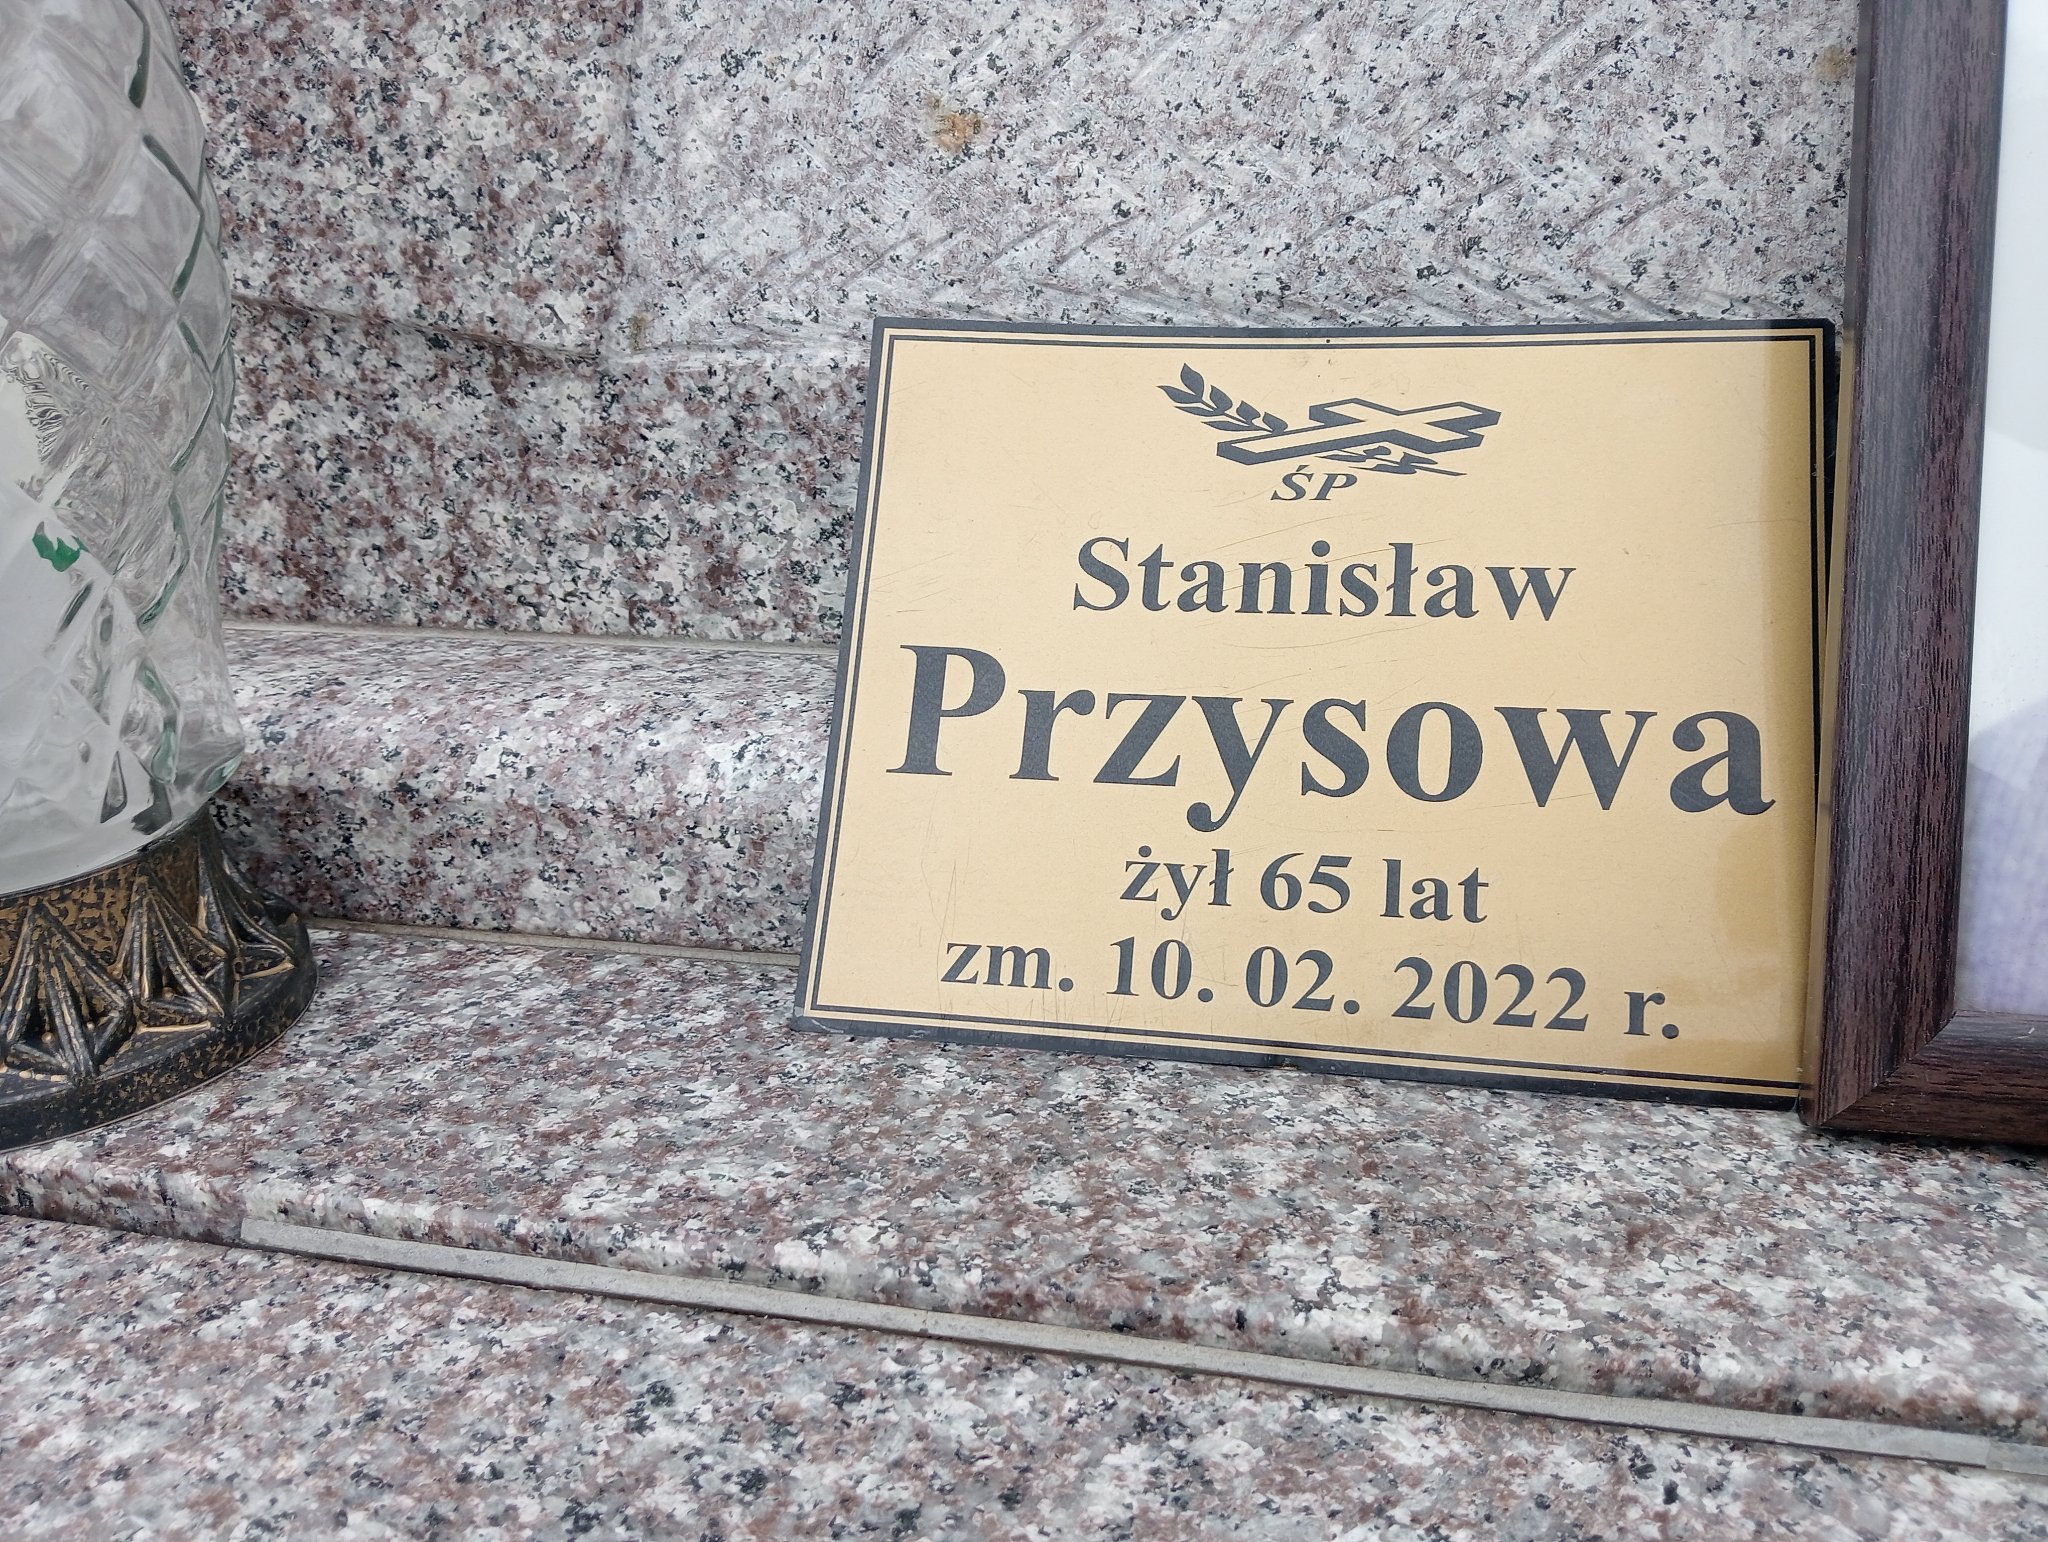 ŚP
Stanisław
Przysowa
żył 65 lat
zm. 10. 02. 2022 r.